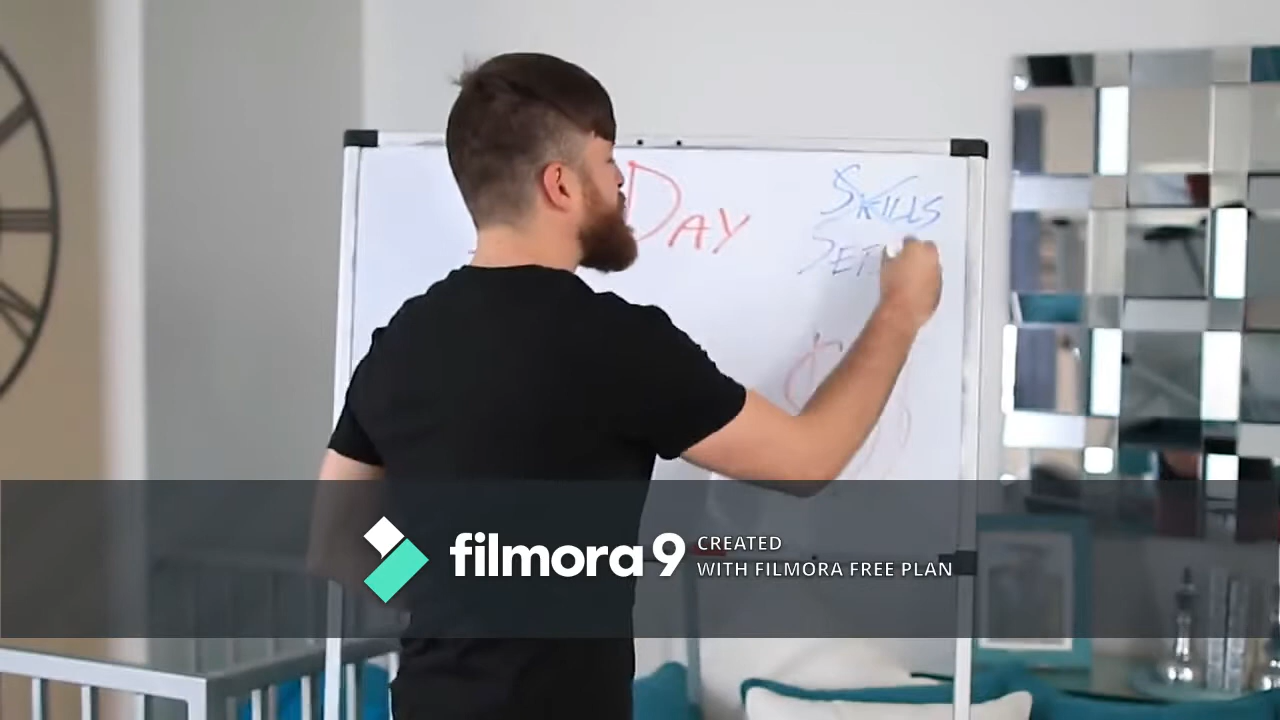 DAY
SKILLS
filmora9
CREATED
WITH FILMORA FREE PLAN